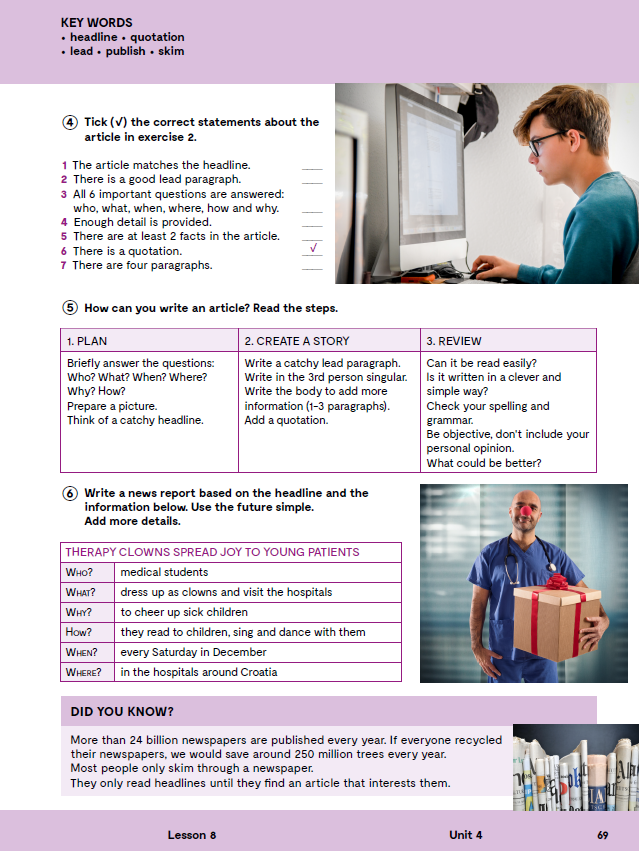 KEY WORDS
• headline • quotation
• lead • publish • skim
4 Tick (√) the correct statements about the
article in exercise 2.
1 The article matches the headline. ____
2 There is a good lead paragraph. ____
3 All 6 important questions are answered:
who, what, when, where, how and why. ____
4 Enough detail is provided. ____
5 There are at least 2 facts in the article. ____
6 There is a quotation. √
7 There are four paragraphs. ____
5 How can you write an article? Read the steps.
1. PLAN
Briefly answer the questions:
Who? What? When? Where?
Why? How?
Prepare a picture.
Think of a catchy headline.
2. CREATE A STORY
Write a catchy lead paragraph.
Write in the 3rd person singular.
Write the body to add more
information (1-3 paragraphs).
Add a quotation.
3. REVIEW
Can it be read easily?
Is it written in a clever and
simple way?
Check your spelling and
grammar.
Be objective, don't include your
personal opinion.
What could be better?
6 Write a news report based on the headline and the
information below. Use the future simple.
Add more details.
THERAPY CLOWNS SPREAD JOY TO YOUNG PATIENTS
WHO? medical students
WHAT? dress up as clowns and visit the hospitals
WHY? to cheer up sick children
HOW? they read to children, sing and dance with them
WHEN? every Saturday in December
WHERE? in the hospitals around Croatia
DID YOU KNOW?
More than 24 billion newspapers are published every year. If everyone recycled
their newspapers, we would save around 250 million trees every year.
Most people only skim through a newspaper.
They only read headlines until they find an article that interests them.
Lesson 8 Unit 4 69